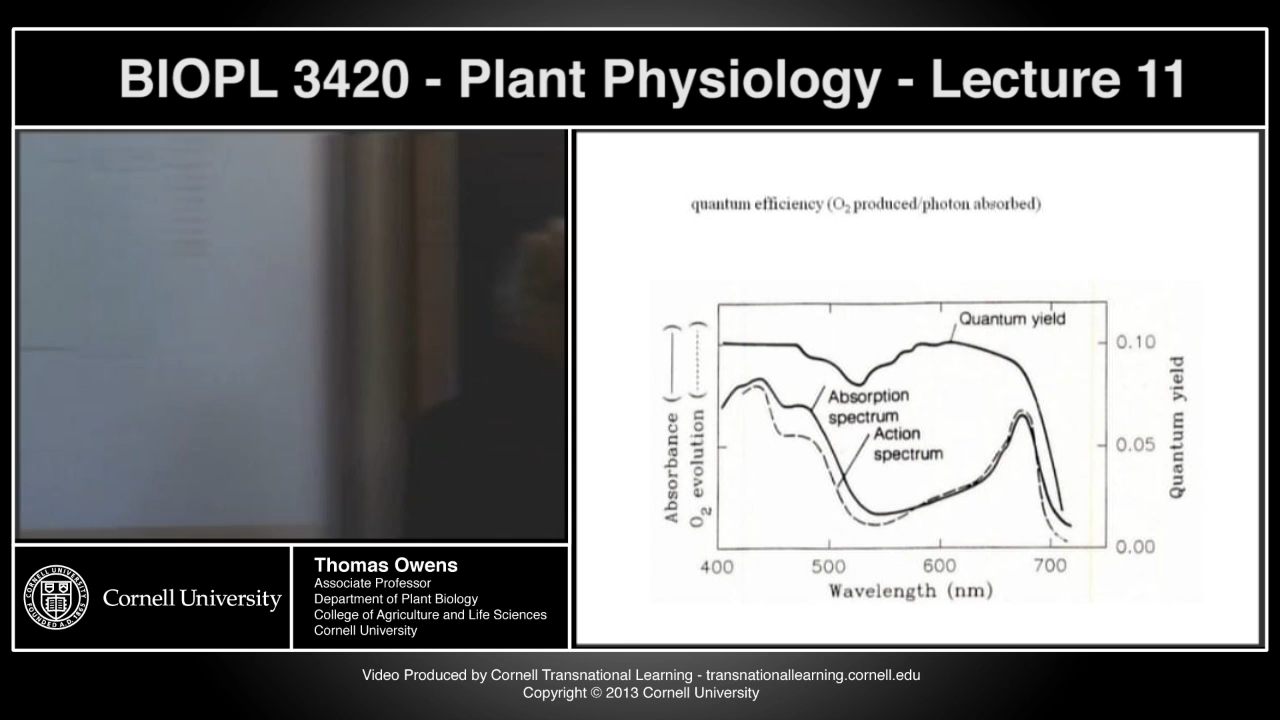 BIOPL 3420 - Plant Physiology - Lecture 11
quantum efficiency (O2 produced/photon absorbed)
Quantum yield
Absorption
spectrum
Action
spectrum
Absorbance (——)
O2 evolution (------)
0.10
0.05
0.00
Quantum yield
400 500 600 700
Wavelength (nm)
Cornell University
Thomas Owens
Associate Professor
Department of Plant Biology
College of Agriculture and Life Sciences
Cornell University
Video Produced by Cornell Transnational Learning - transnationallearning.cornell.edu
Copyright © 2013 Cornell University